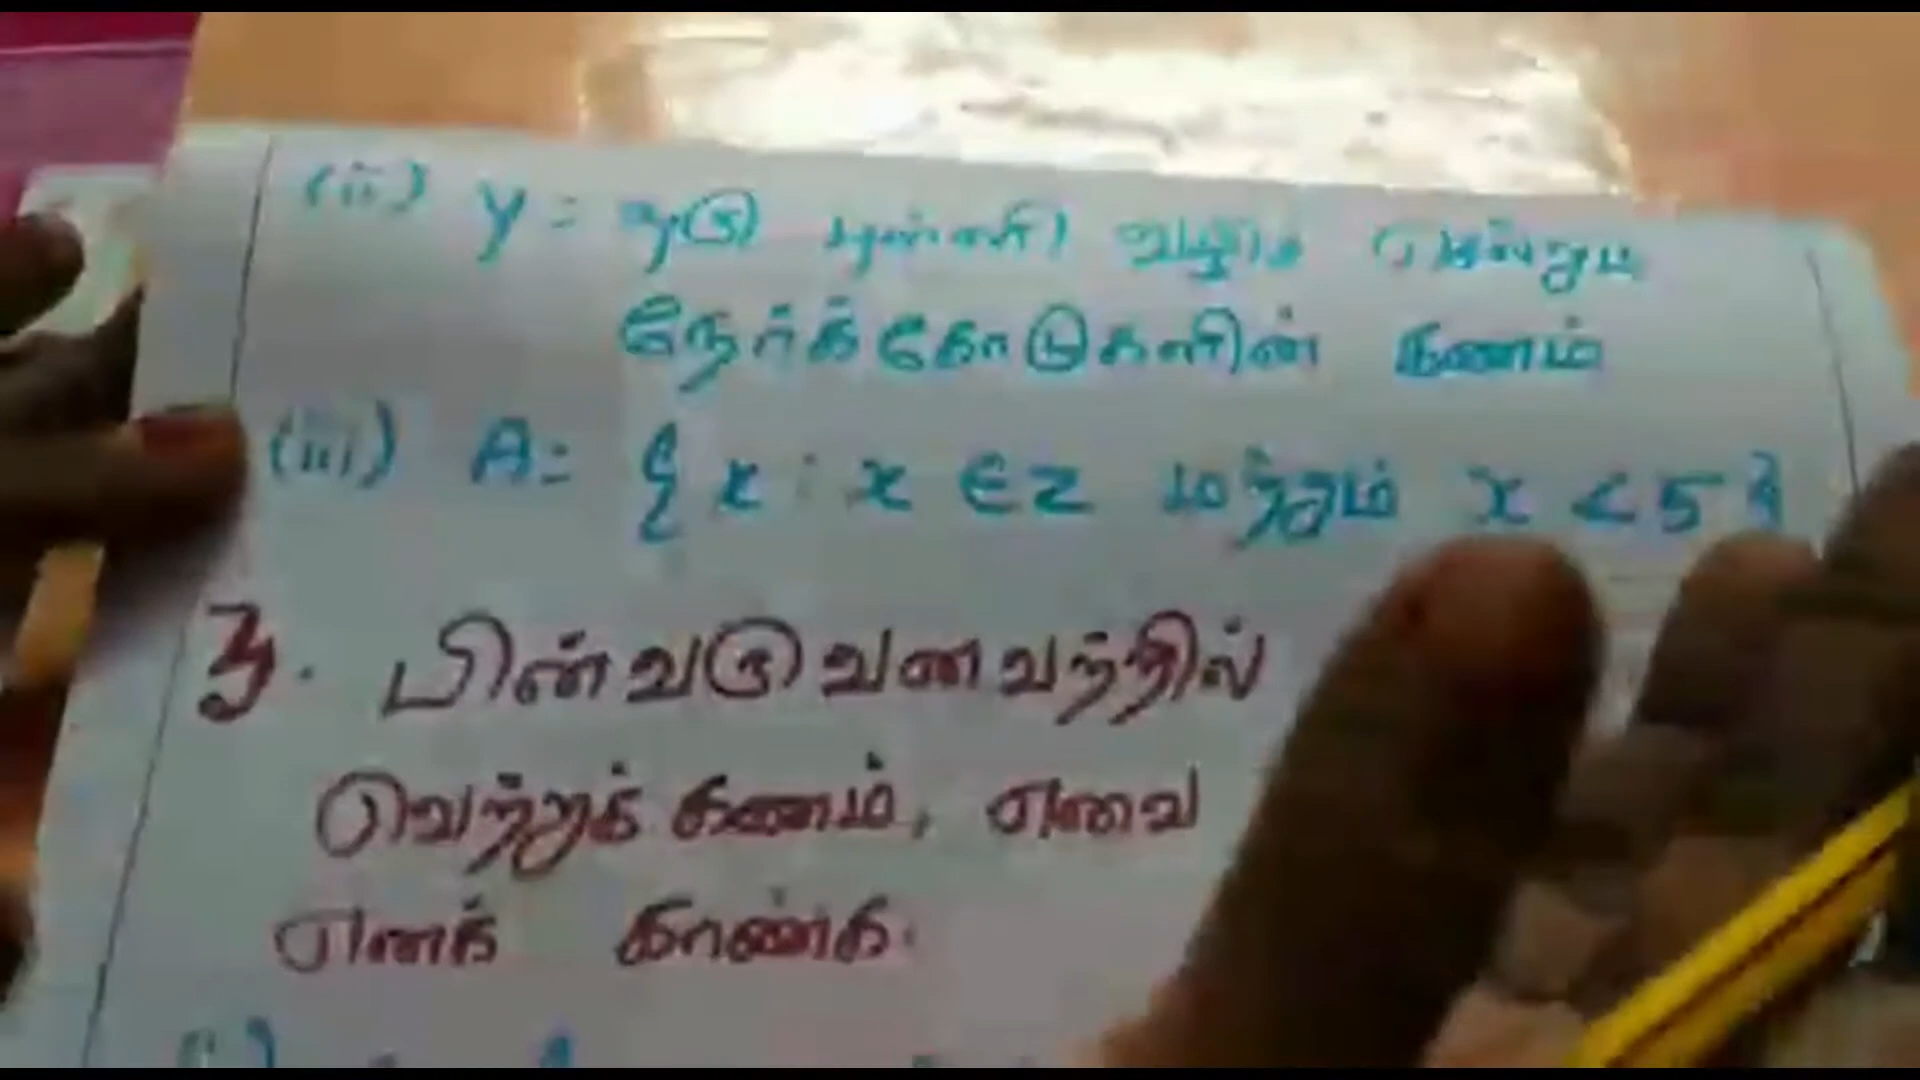 (ii) y = ஒரு புள்ளி வழிச் செல்லும்
நேர்க்கோடுகளின் கணம்
(iii) A = { x : x ∈ z மற்றும் x < 5 }
3. பின்வருவனவற்றில்
வெற்றுக் கணம், எவை
எனக் காண்க.